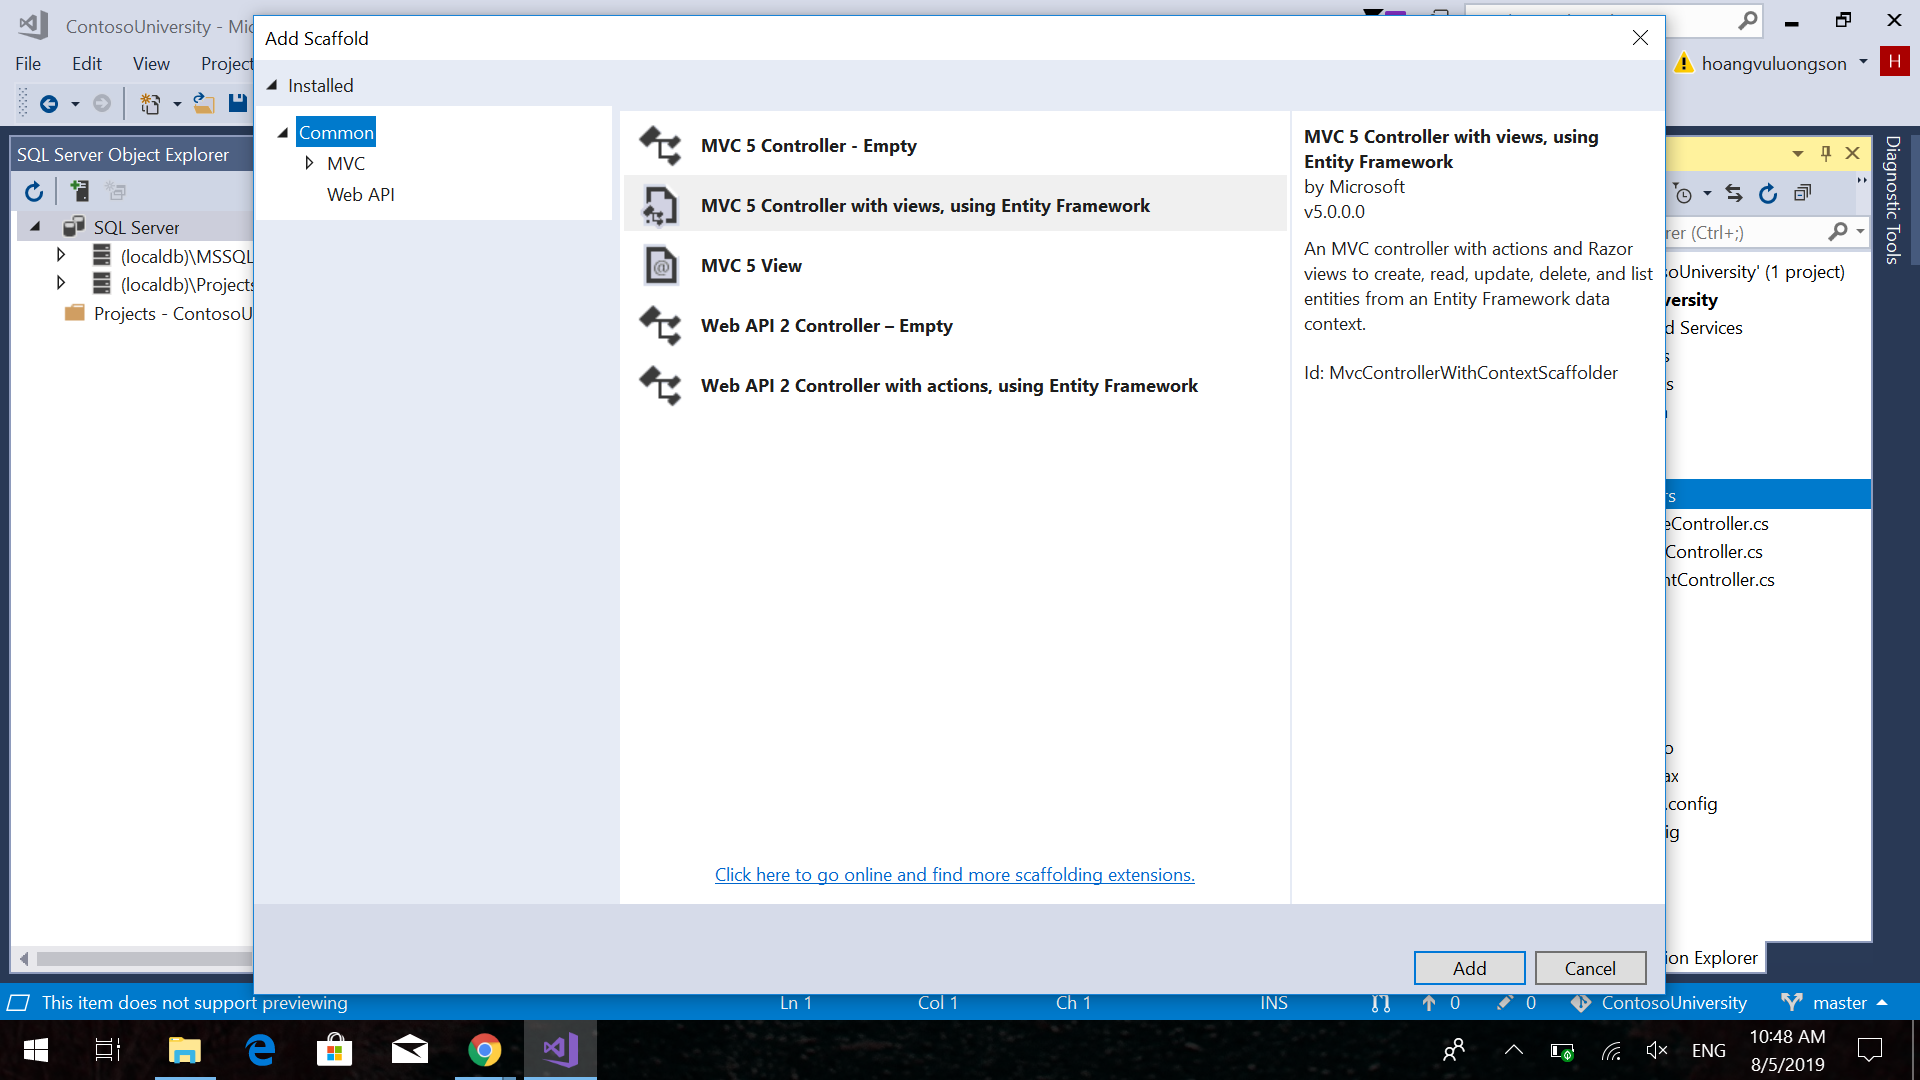 ContosoUniversity - Mic
Add Scaffold
File Edit View Project
hoangvuluongson
H
Installed
Common
MVC
Web API
SQL Server Object Explorer
SQL Server
(localdb)\MSSQL
(localdb)\Projects
Projects - ContosoU
MVC 5 Controller - Empty
MVC 5 Controller with views, using Entity Framework
MVC 5 View
Web API 2 Controller – Empty
Web API 2 Controller with actions, using Entity Framework
Click here to go online and find more scaffolding extensions.
MVC 5 Controller with views, using
Entity Framework
by Microsoft
v5.0.0.0
An MVC controller with actions and Razor
views to create, read, update, delete, and list
entities from an Entity Framework data
context.
Id: MvcControllerWithContextScaffolder
Add
Cancel
Diagnostic Tools
rer (Ctrl+;)
soUniversity' (1 project)
versity
d Services
s
s
rs
eController.cs
Controller.cs
ntController.cs
o
ax
.config
ig
ion Explorer
This item does not support previewing
Ln 1 Col 1 Ch 1 INS
0
0
ContosoUniversity
master
ENG
10:48 AM
8/5/2019